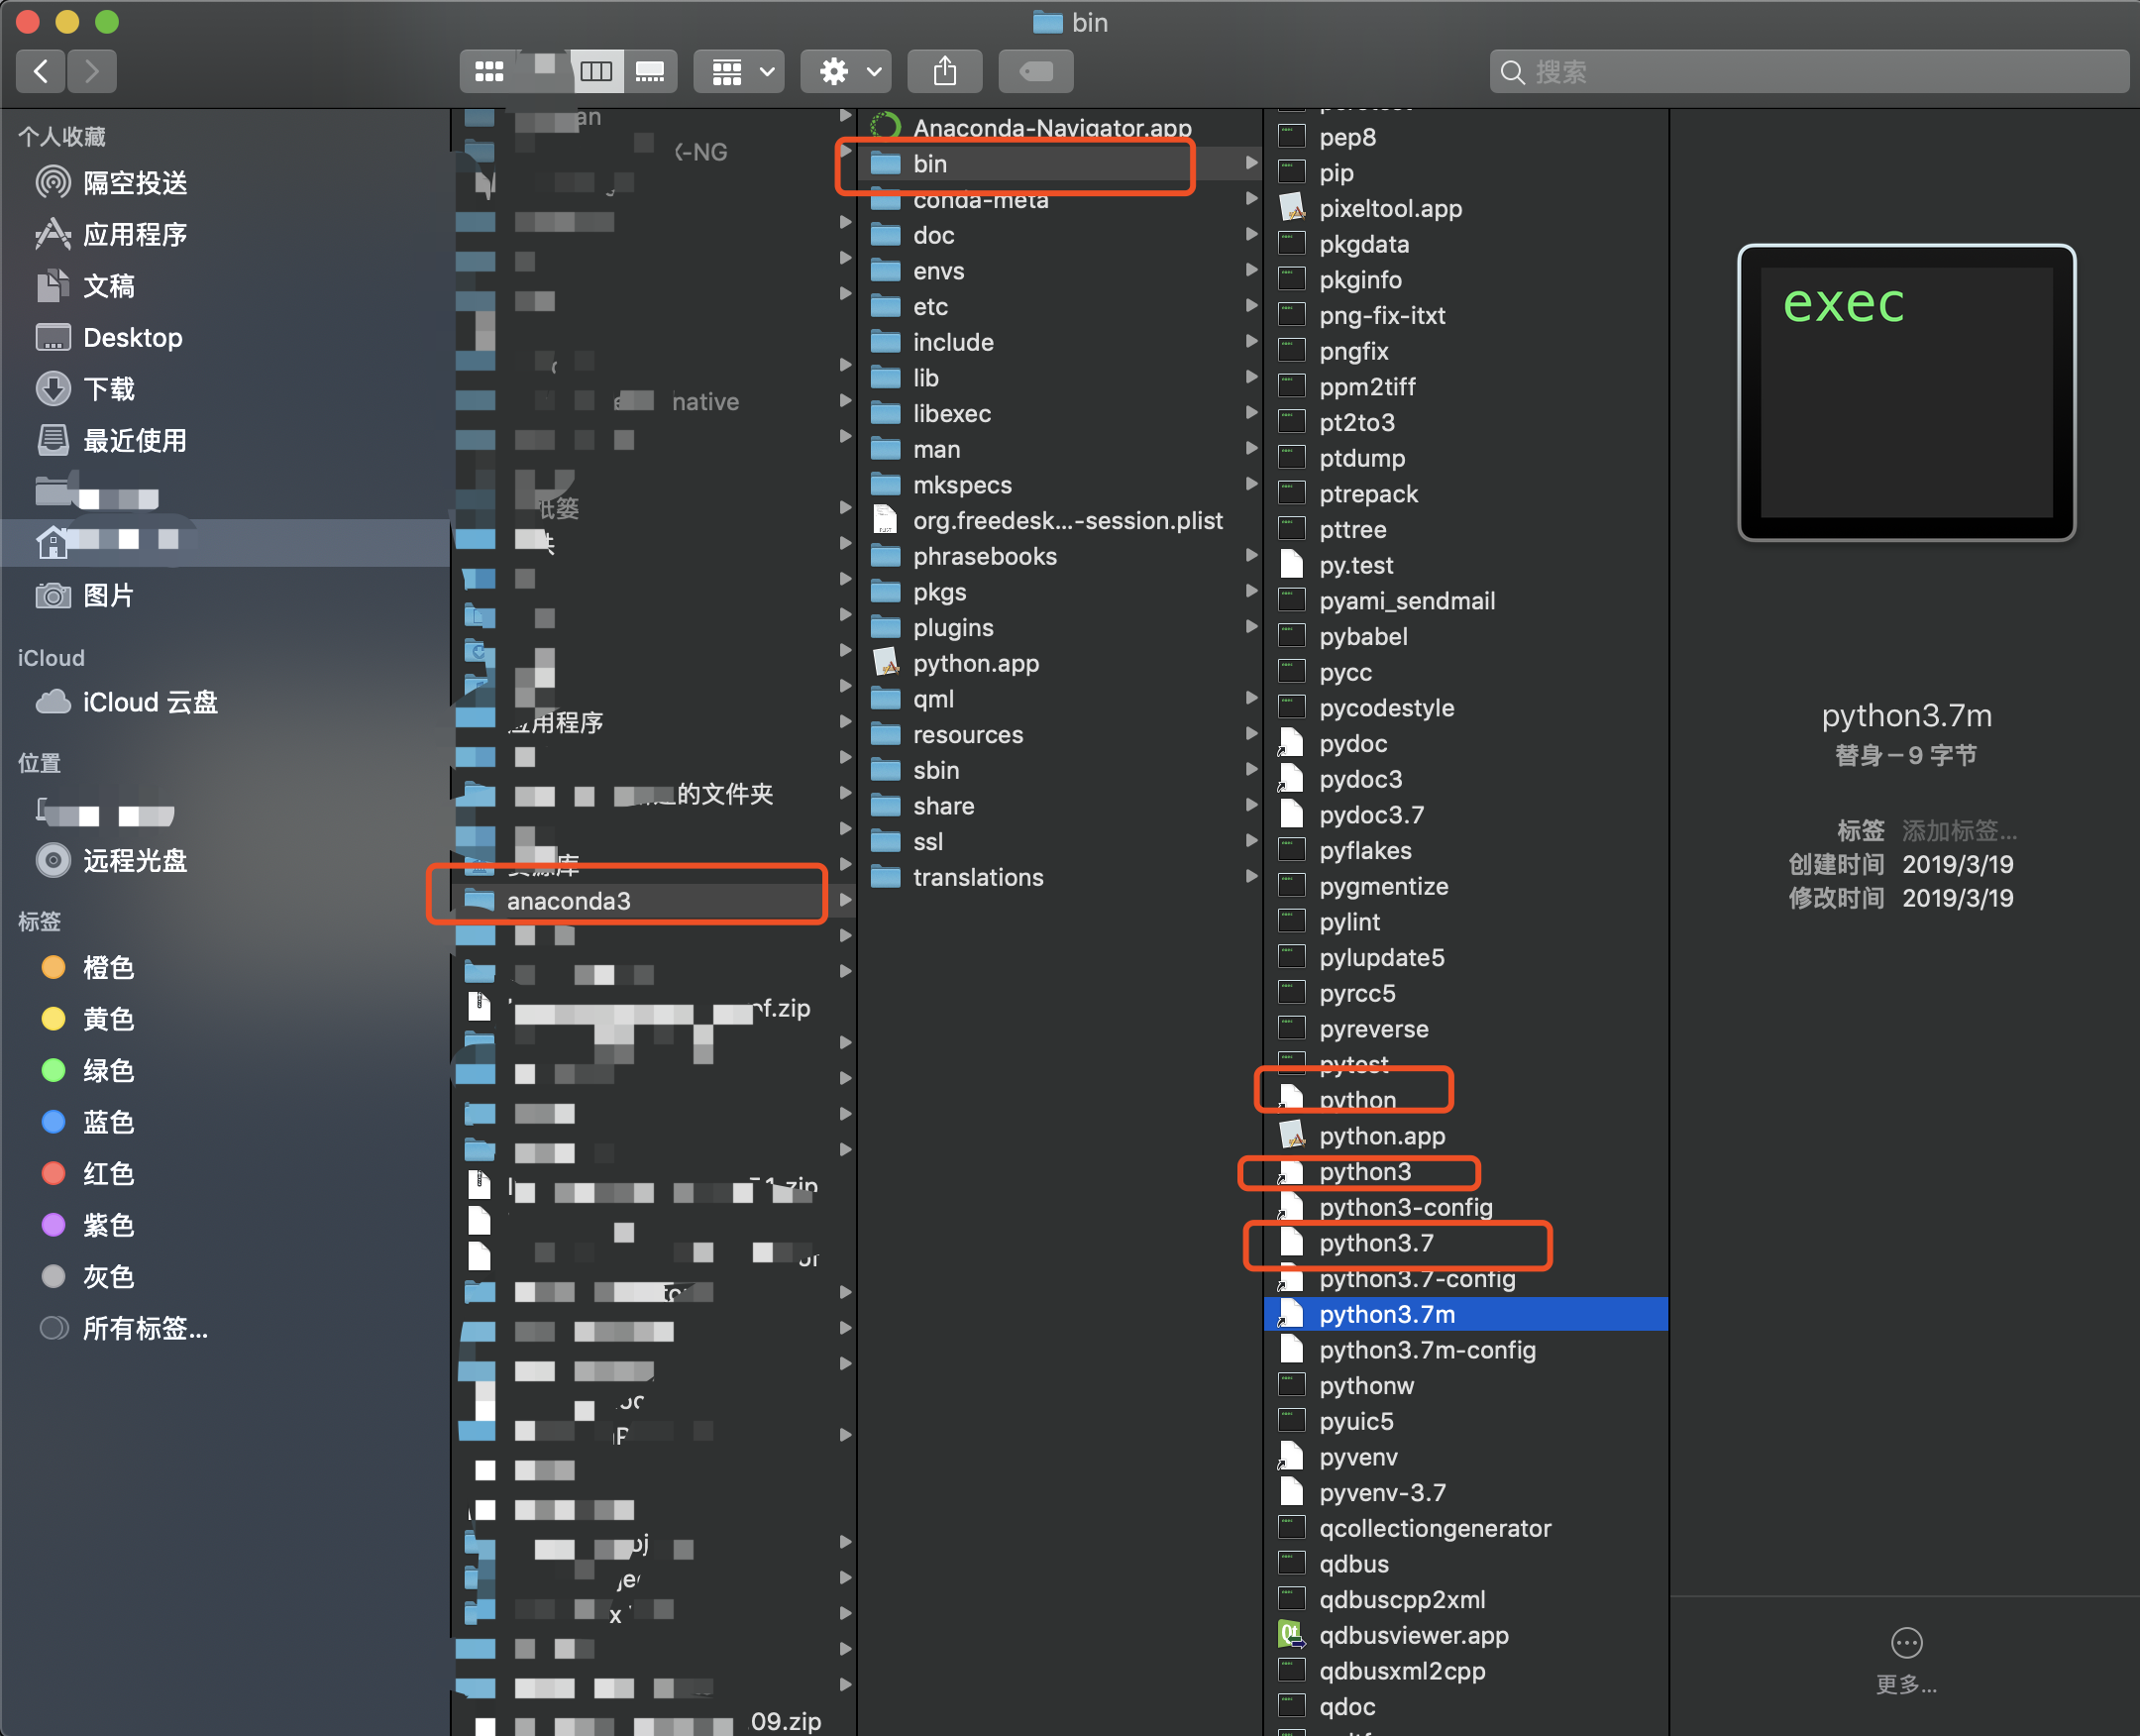 bin
搜索
个人收藏
隔空投送
应用程序
文稿
Desktop
下载
最近使用
图片
iCloud
iCloud 云盘
位置
远程光盘
标签
橙色
黄色
绿色
蓝色
红色
紫色
灰色
所有标签...
-NG
native
应用程序
的文件夹
资源库
anaconda3
.zip
.zip
09.zip
Anaconda-Navigator.app
bin
conda-meta
doc
envs
etc
include
lib
libexec
man
mkspecs
org.freedesk...-session.plist
phrasebooks
pkgs
plugins
python.app
qml
resources
sbin
share
ssl
translations
pep8
pip
pixeltool.app
pkgdata
pkginfo
png-fix-itxt
pngfix
ppm2tiff
pt2to3
ptdump
ptrepack
pttree
py.test
pyami_sendmail
pybabel
pycc
pycodestyle
pydoc
pydoc3
pydoc3.7
pyflakes
pygmentize
pylint
pylupdate5
pyrcc5
pyreverse
pytest
python
python.app
python3
python3-config
python3.7
python3.7-config
python3.7m
python3.7m-config
pythonw
pyuic5
pyvenv
pyvenv-3.7
qcollectiongenerator
qdbus
qdbuscpp2xml
qdbusviewer.app
qdbusxml2cpp
qdoc
exec
python3.7m
替身 – 9 字节
标签 添加标签...
创建时间 2019/3/19
修改时间 2019/3/19
更多...